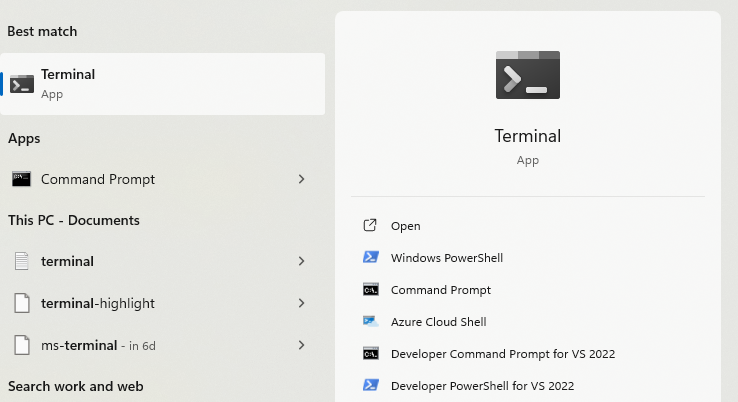 Best match
Terminal
App
Apps
Command Prompt
This PC - Documents
terminal
terminal-highlight
ms-terminal - in 6d
Search work and web
Terminal
App
Open
Windows PowerShell
Command Prompt
Azure Cloud Shell
Developer Command Prompt for VS 2022
Developer PowerShell for VS 2022